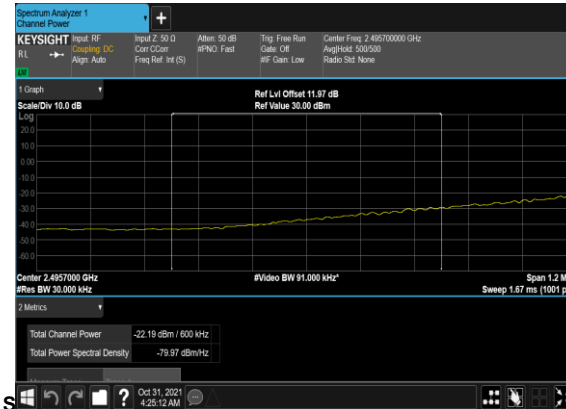 Spectrum Analyzer 1
Channel Power
KEYSIGHT Input: RF Input Z: 50 Ω Atten: 50 dB Trig: Free Run Center Freq: 2.495700000 GHz
RL Coupling: DC Corr CCorr #PNO: Fast Gate: Off Avg|Hold: 500/500
Align: Auto Freq Ref: Int (S) #IF Gain: Low Radio Std: None
1 Graph
Ref Lvl Offset 11.97 dB
Scale/Div 10.0 dB Ref Value 30.00 dBm
Log
20.0
10.0
0.00
-10.0
-20.0
-30.0
-40.0
-50.0
-60.0
Center 2.4957000 GHz #Video BW 91.000 kHz* Span 1.2 M
#Res BW 30.000 kHz Sweep 1.67 ms (1001 p
2 Metrics
Total Channel Power -22.19 dBm / 600 kHz
Total Power Spectral Density -79.97 dBm/Hz
s
? Oct 31, 2021
4:25:12 AM